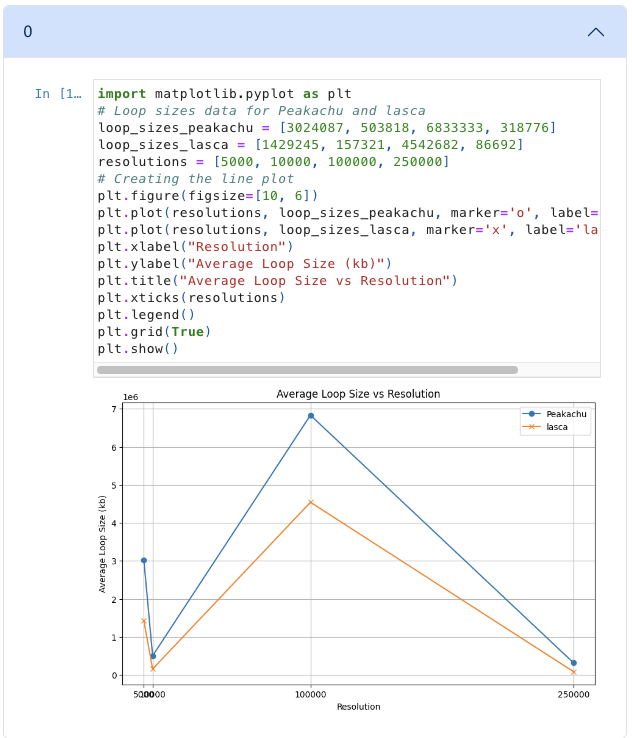 0
In [1…
import matplotlib.pyplot as plt
# Loop sizes data for Peakachu and lasca
loop_sizes_peakachu = [3024087, 503818, 6833333, 318776]
loop_sizes_lasca = [1429245, 157321, 4542682, 86692]
resolutions = [5000, 10000, 100000, 250000]
# Creating the line plot
plt.figure(figsize=[10, 6])
plt.plot(resolutions, loop_sizes_peakachu, marker='o', label=
plt.plot(resolutions, loop_sizes_lasca, marker='x', label='la
plt.xlabel("Resolution")
plt.ylabel("Average Loop Size (kb)")
plt.title("Average Loop Size vs Resolution")
plt.xticks(resolutions)
plt.legend()
plt.grid(True)
plt.show()
Average Loop Size vs Resolution
1e6
Peakachu
lasca
7
6
5
4
3
2
1
0
Average Loop Size (kb)
5000 10000 100000 250000
Resolution